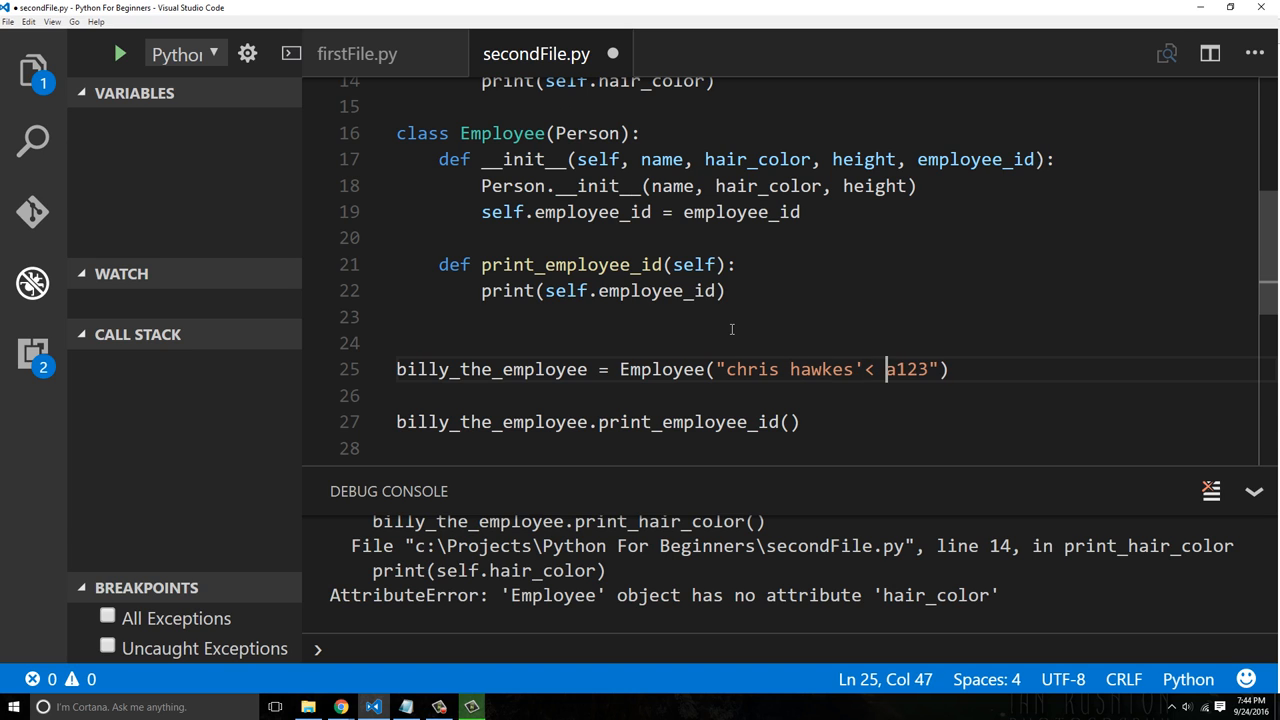 ● secondFile.py - Python For Beginners - Visual Studio Code
File Edit View Go Help
Python
firstFile.py
secondFile.py
1
VARIABLES
WATCH
CALL STACK
2
BREAKPOINTS
All Exceptions
Uncaught Exceptions
14 print(self.hair_color)
15
16 class Employee(Person):
17 def __init__(self, name, hair_color, height, employee_id):
18 Person.__init__(name, hair_color, height)
19 self.employee_id = employee_id
20
21 def print_employee_id(self):
22 print(self.employee_id)
23
24
25 billy_the_employee = Employee("chris hawkes'< a123")
26
27 billy_the_employee.print_employee_id()
28
DEBUG CONSOLE
billy_the_employee.print_hair_color()
File "c:\Projects\Python For Beginners\secondFile.py", line 14, in print_hair_color
print(self.hair_color)
AttributeError: 'Employee' object has no attribute 'hair_color'
0 0 Ln 25, Col 47 Spaces: 4 UTF-8 CRLF Python
I'm Cortana. Ask me anything.
7:44 PM
9/24/2016